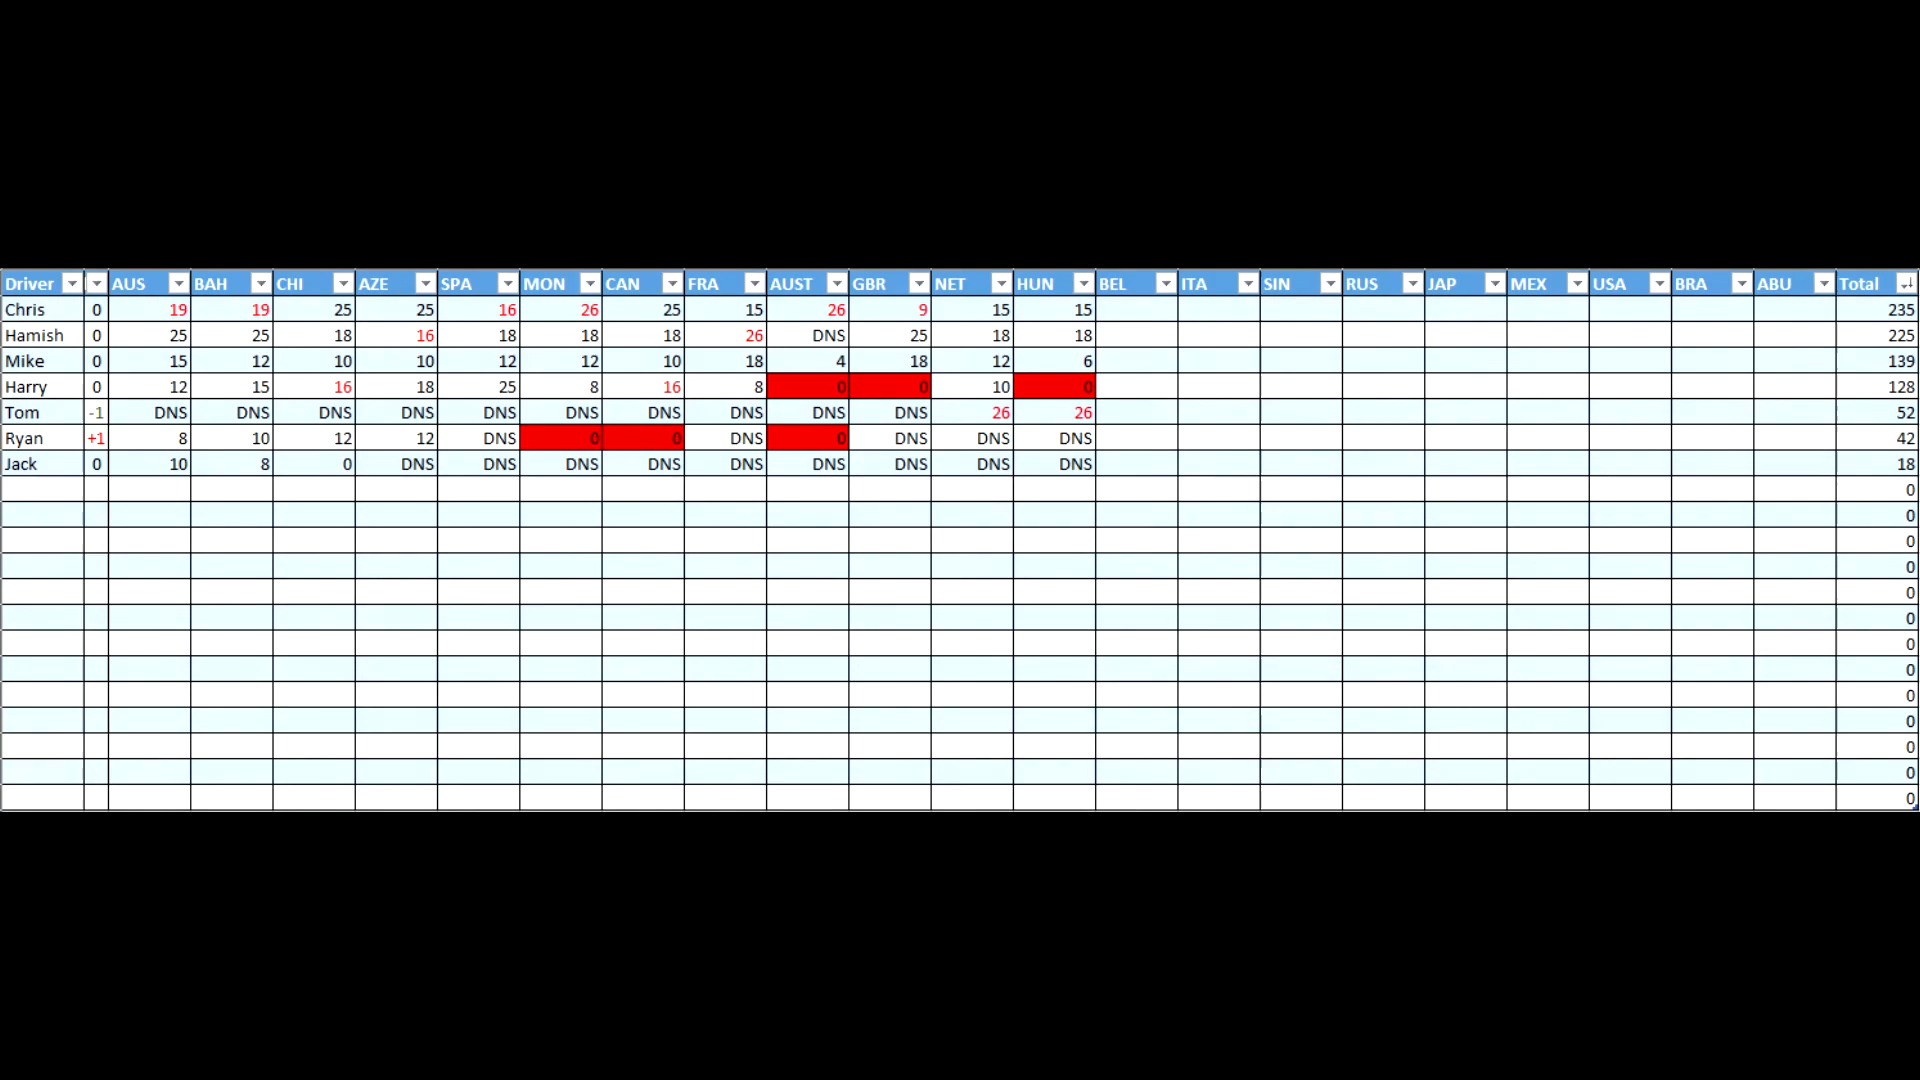 Driver AUS BAH CHI AZE SPA MON CAN FRA AUST GBR NET HUN BEL ITA SIN RUS JAP MEX USA BRA ABU Total
Chris 0 19 19 25 25 16 26 25 15 26 9 15 15 235
Hamish 0 25 25 18 16 18 18 18 26 DNS 25 18 18 225
Mike 0 15 12 10 10 12 12 10 18 4 18 12 6 139
Harry 0 12 15 16 18 25 8 16 8 0 0 10 0 128
Tom -1 DNS DNS DNS DNS DNS DNS DNS DNS DNS DNS 26 26 52
Ryan +1 8 10 12 12 DNS 0 0 DNS 0 DNS DNS DNS 42
Jack 0 10 8 0 DNS DNS DNS DNS DNS DNS DNS DNS DNS 18
0
0
0
0
0
0
0
0
0
0
0
0
0